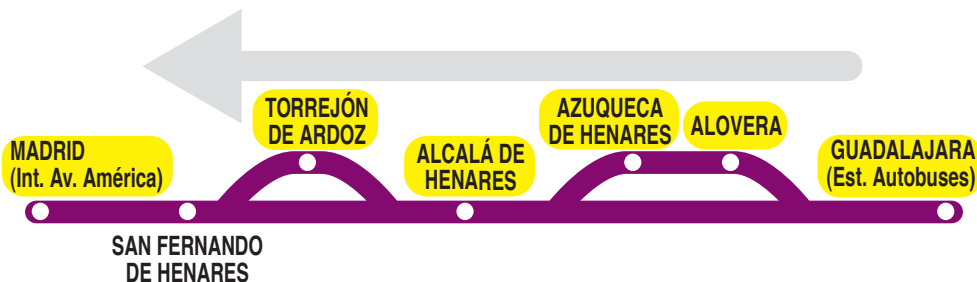 MADRID
(Int. Av. América)
SAN FERNANDO
DE HENARES
TORREJÓN
DE ARDOZ
ALCALÁ DE
HENARES
AZUQUECA
DE HENARES
ALOVERA
GUADALAJARA
(Est. Autobuses)